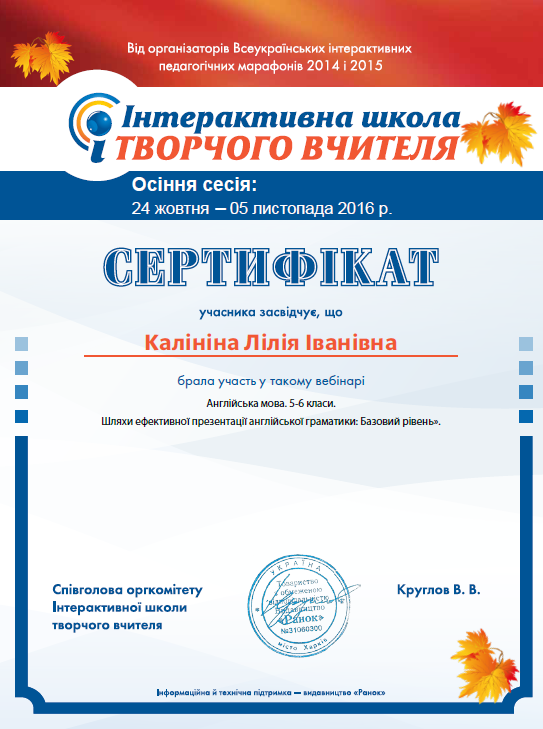 Від організаторів Всеукраїнських інтерактивних
педагогічних марафонів 2014 і 2015
Інтерактивна школа
ТВОРЧОГО ВЧИТЕЛЯ
Осіння сесія:
24 жовтня – 05 листопада 2016 р.
СЕРТИФІКАТ
учасника засвідчує, що
Калініна Лілія Іванівна
брала участь у такому вебінарі
Англійська мова. 5-6 класи.
Шляхи ефективної презентації англійської граматики: Базовий рівень».
Співголова оргкомітету
Інтерактивної школи
творчого вчителя
УКРАЇНА
Товариство
з обмеженою
відповідальністю
Видавництво
«Ранок»
№31060300
місто Харків
Круглов В. В.
Інформаційна й технічна підтримка — видавництво «Ранок»